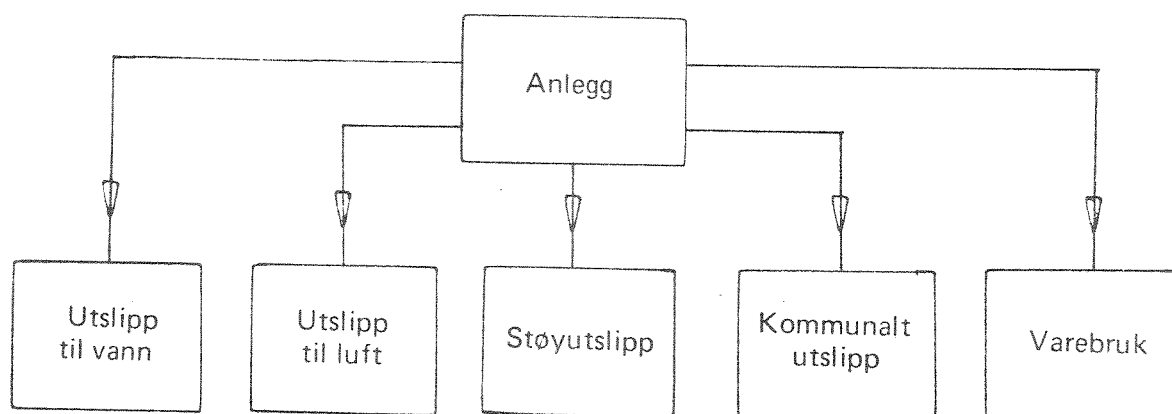 Anlegg
Utslipp
til vann
Utslipp
til luft
Støyutslipp
Kommunalt
utslipp
Varebruk